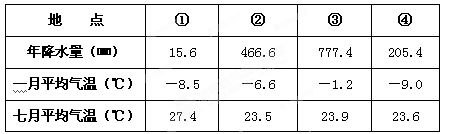 地 点 ① ② ③ ④
年降水量（mm） 15.6 466.6 777.4 205.4
一月平均气温（℃） －8.5 －6.6 －1.2 －9.0
七月平均气温（℃） 27.4 23.5 23.9 23.6